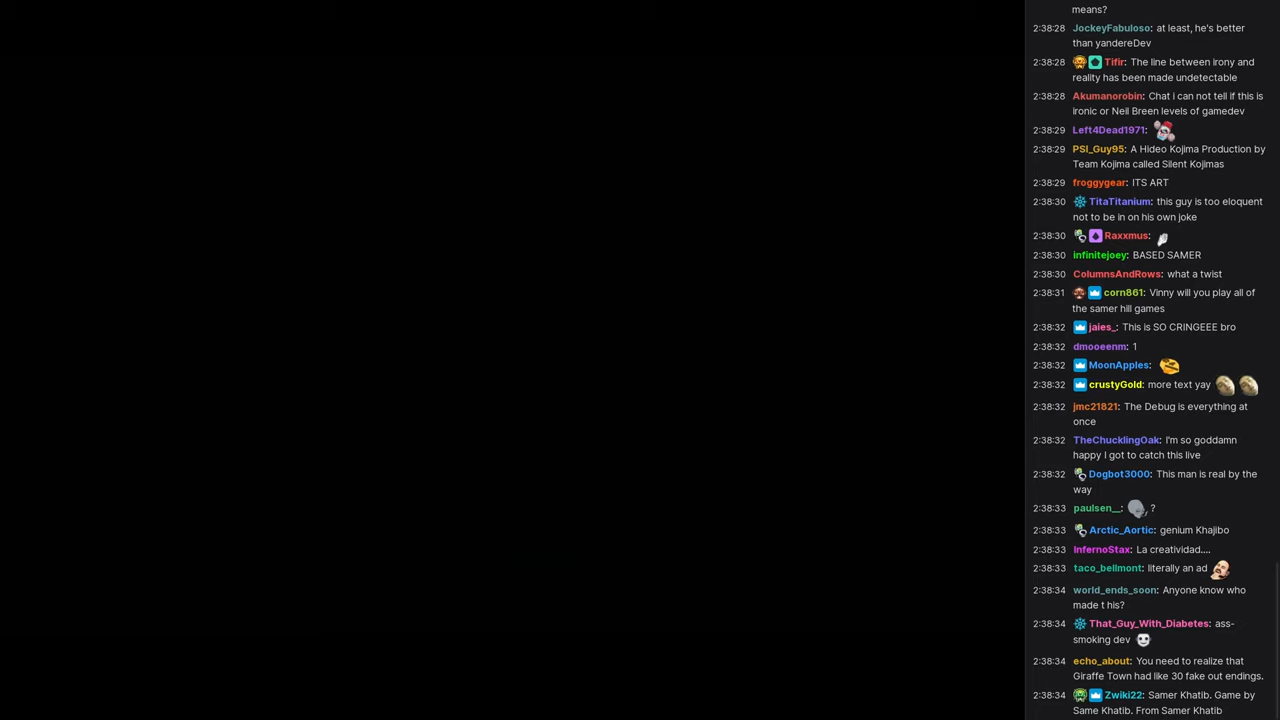 means?
2:38:28 JockeyFabuloso: at least, he's better
than yandereDev
2:38:28 Tifir: The line between irony and
reality has been made undetectable
2:38:28 Akumanorobin: Chat i can not tell if this is
ironic or Neil Breen levels of gamedev
2:38:29 Left4Dead1971:
2:38:29 PSI_Guy95: A Hideo Kojima Production by
Team Kojima called Silent Kojimas
2:38:29 froggygear: ITS ART
2:38:30 TitaTitanium: this guy is too eloquent
not to be in on his own joke
2:38:30 Raxxmus:
2:38:30 infinitejoey: BASED SAMER
2:38:30 ColumnsAndRows: what a twist
2:38:31 corn861: Vinny will you play all of
the samer hill games
2:38:32 jaies_: This is SO CRINGEEE bro
2:38:32 dmooeenm: 1
2:38:32 MoonApples:
2:38:32 crustyGold: more text yay
2:38:32 jmc21821: The Debug is everything at
once
2:38:32 TheChucklingOak: I'm so goddamn
happy I got to catch this live
2:38:32 Dogbot3000: This man is real by the
way
2:38:33 paulsen__: ?
2:38:33 Arctic_Aortic: genium Khajibo
2:38:33 InfernoStax: La creatividad....
2:38:33 taco_bellmont: literally an ad
2:38:34 world_ends_soon: Anyone know who
made t his?
2:38:34 That_Guy_With_Diabetes: ass-
smoking dev
2:38:34 echo_about: You need to realize that
Giraffe Town had like 30 fake out endings.
2:38:34 Zwiki22: Samer Khatib. Game by
Same Khatib. From Samer Khatib